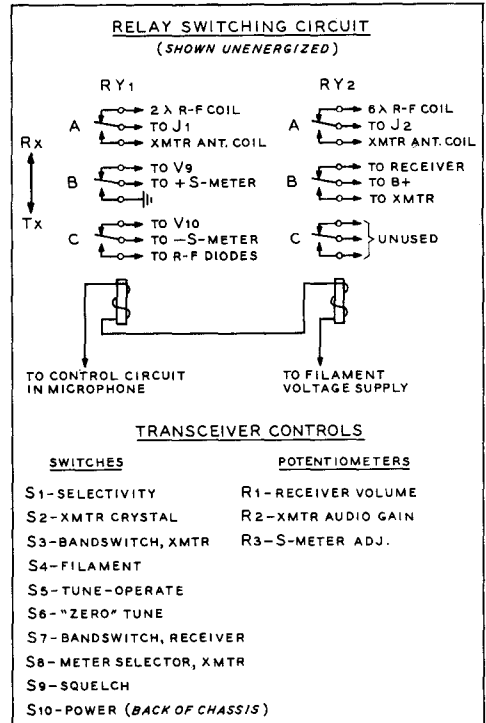 RELAY SWITCHING CIRCUIT
(SHOWN UNENERGIZED)
RY1
RY2
A
2λ R-F COIL
TO J1
XMTR ANT. COIL
B
TO V9
TO + S-METER
C
TO V10
TO — S-METER
TO R-F DIODES
Rx
Tx
A
6λ R-F COIL
TO J2
XMTR ANT. COIL
B
TO RECEIVER
TO B+
TO XMTR
C
UNUSED
TO CONTROL CIRCUIT
IN MICROPHONE
TO FILAMENT
VOLTAGE SUPPLY
TRANSCEIVER CONTROLS
SWITCHES
S1-SELECTIVITY
S2-XMTR CRYSTAL
S3-BANDSWITCH, XMTR
S4-FILAMENT
S5-TUNE-OPERATE
S6-"ZERO" TUNE
S7-BANDSWITCH, RECEIVER
S8-METER SELECTOR, XMTR
S9-SQUELCH
S10-POWER (BACK OF CHASSIS)
POTENTIOMETERS
R1-RECEIVER VOLUME
R2-XMTR AUDIO GAIN
R3-S-METER ADJ.